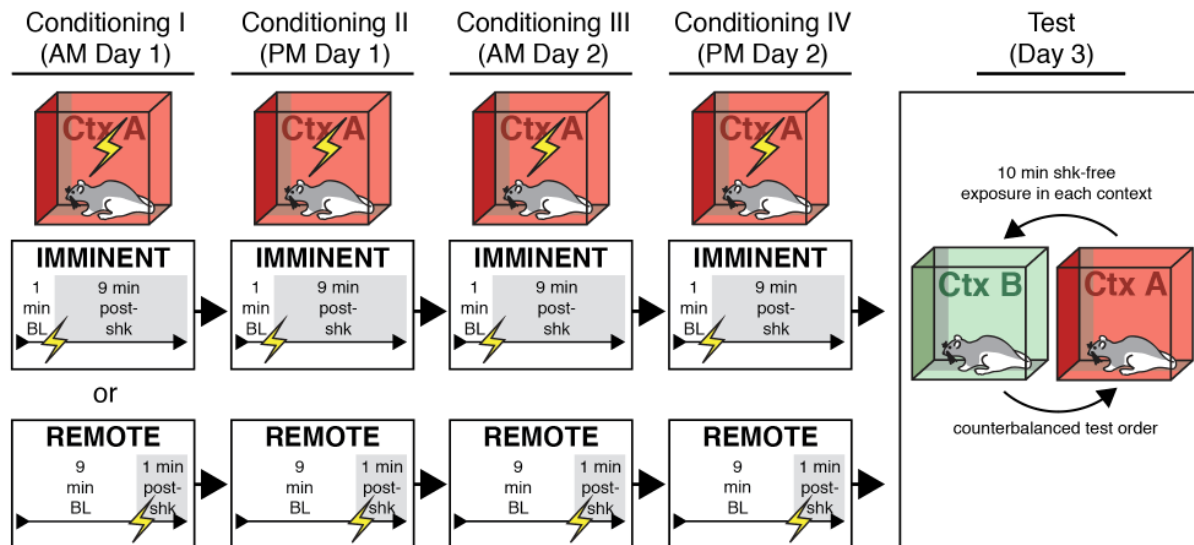 Conditioning I
(AM Day 1)
Conditioning II
(PM Day 1)
Conditioning III
(AM Day 2)
Conditioning IV
(PM Day 2)
Test
(Day 3)
Ctx A
Ctx A
Ctx A
Ctx A
IMMINENT
1
min
BL
9 min
post-
shk
IMMINENT
1
min
BL
9 min
post-
shk
IMMINENT
1
min
BL
9 min
post-
shk
IMMINENT
1
min
BL
9 min
post-
shk
or
REMOTE
9
min
BL
1 min
post-
shk
REMOTE
9
min
BL
1 min
post-
shk
REMOTE
9
min
BL
1 min
post-
shk
REMOTE
9
min
BL
1 min
post-
shk
10 min shk-free
exposure in each context
Ctx B
Ctx A
counterbalanced test order